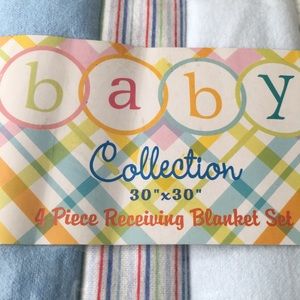 baby
Collection
30"x30"
4 Piece Receiving Blanket Set